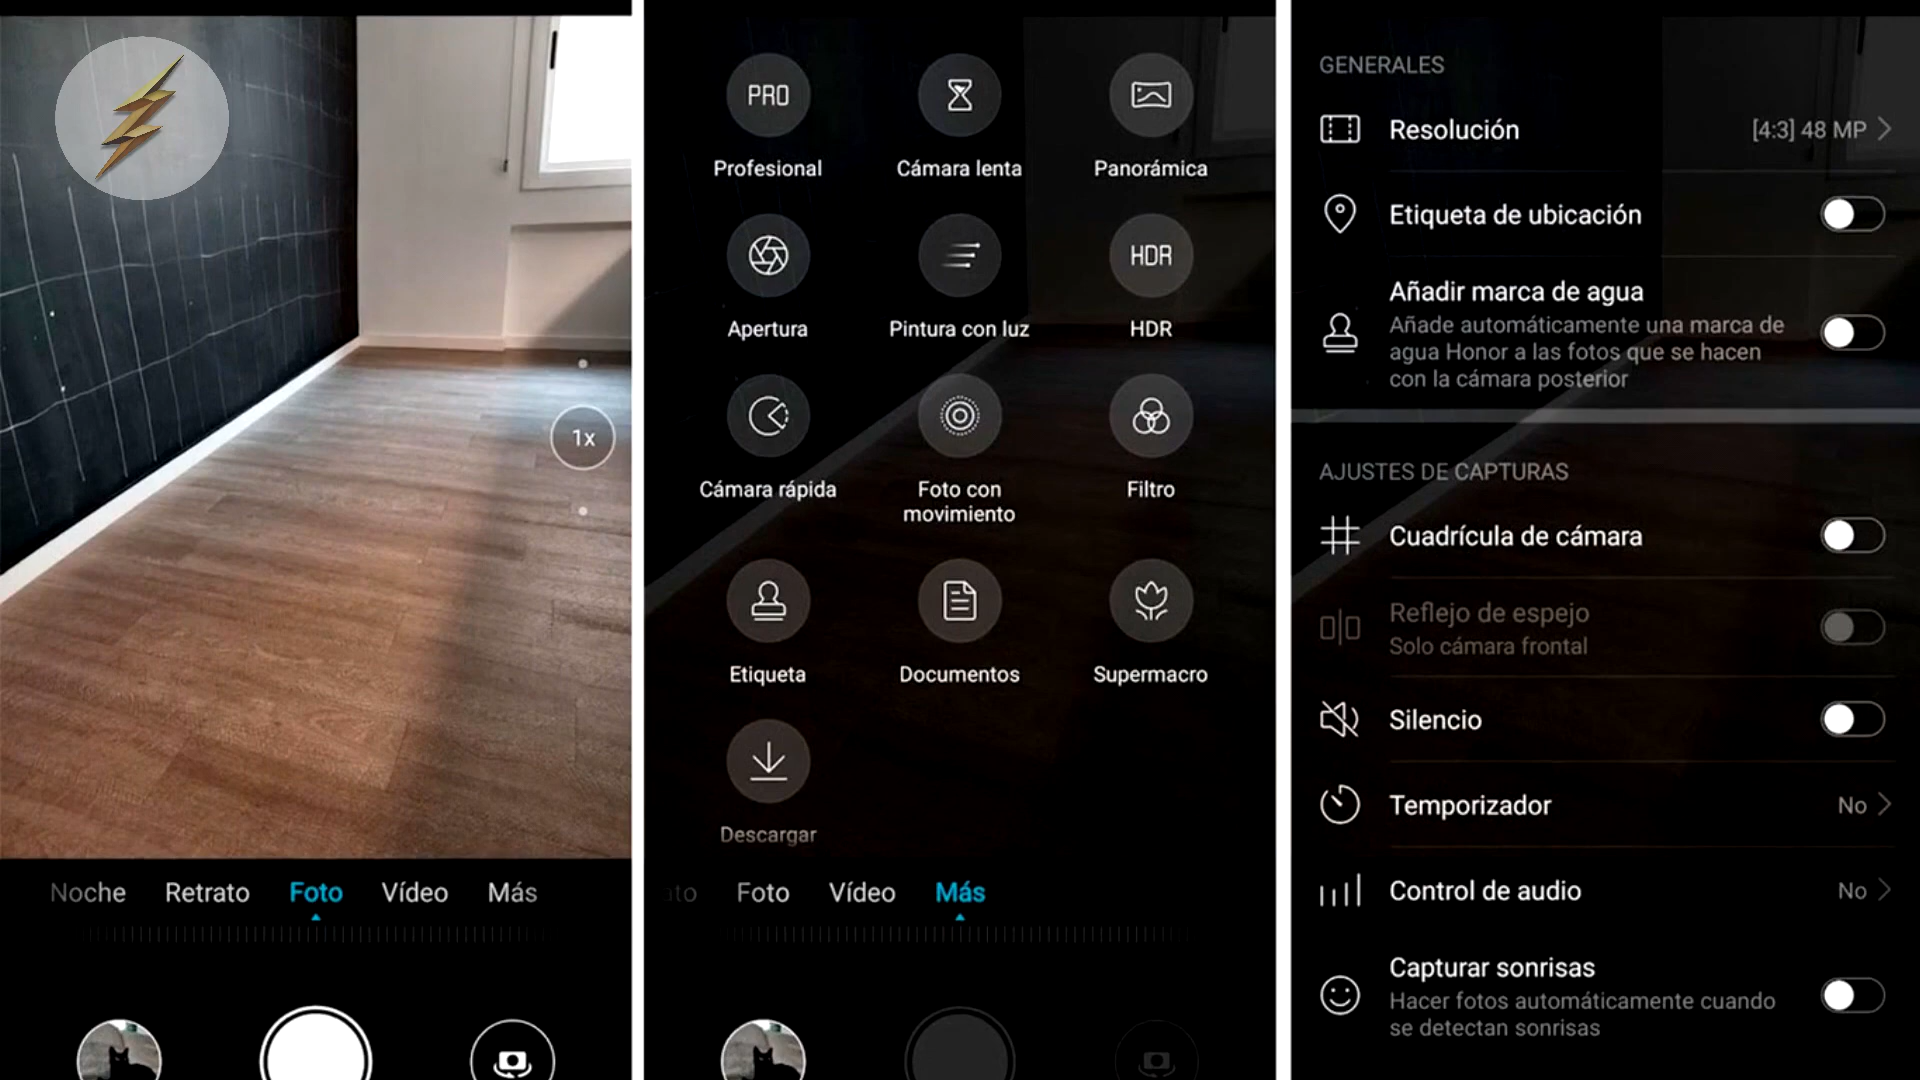 1x
Noche Retrato Foto Vídeo Más
PRO
Profesional Cámara lenta Panorámica
HDR
Apertura Pintura con luz HDR
Cámara rápida Foto con
movimiento Filtro
Etiqueta Documentos Supermacro
Descargar
ato Foto Vídeo Más
GENERALES
Resolución [4:3] 48 MP
Etiqueta de ubicación
Añadir marca de agua
Añade automáticamente una marca de
agua Honor a las fotos que se hacen
con la cámara posterior
AJUSTES DE CAPTURAS
Cuadrícula de cámara
Reflejo de espejo
Solo cámara frontal
Silencio
Temporizador No
Control de audio No
Capturar sonrisas
Hacer fotos automáticamente cuando
se detectan sonrisas